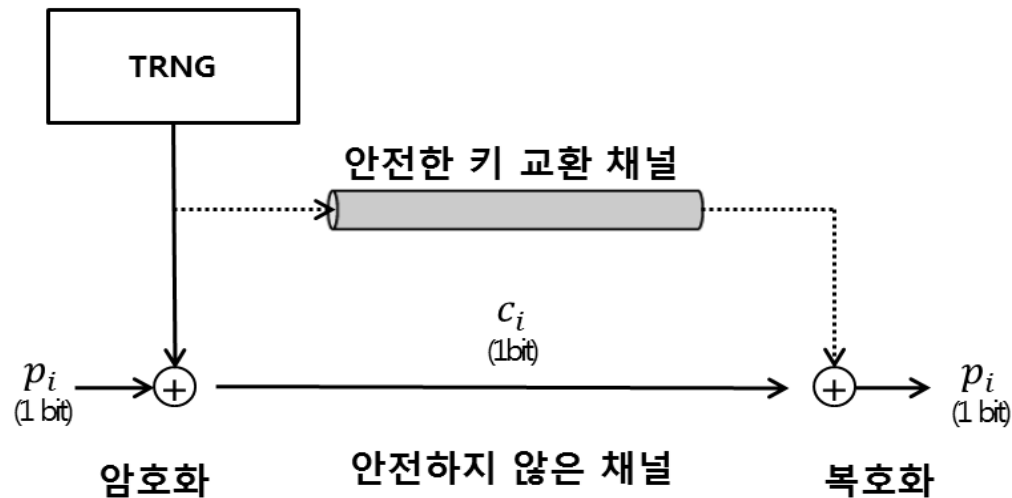 TRNG
안전한 키 교환 채널
c_i
(1bit)
p_i
(1 bit)
+
+
p_i
(1 bit)
암호화
안전하지 않은 채널
복호화